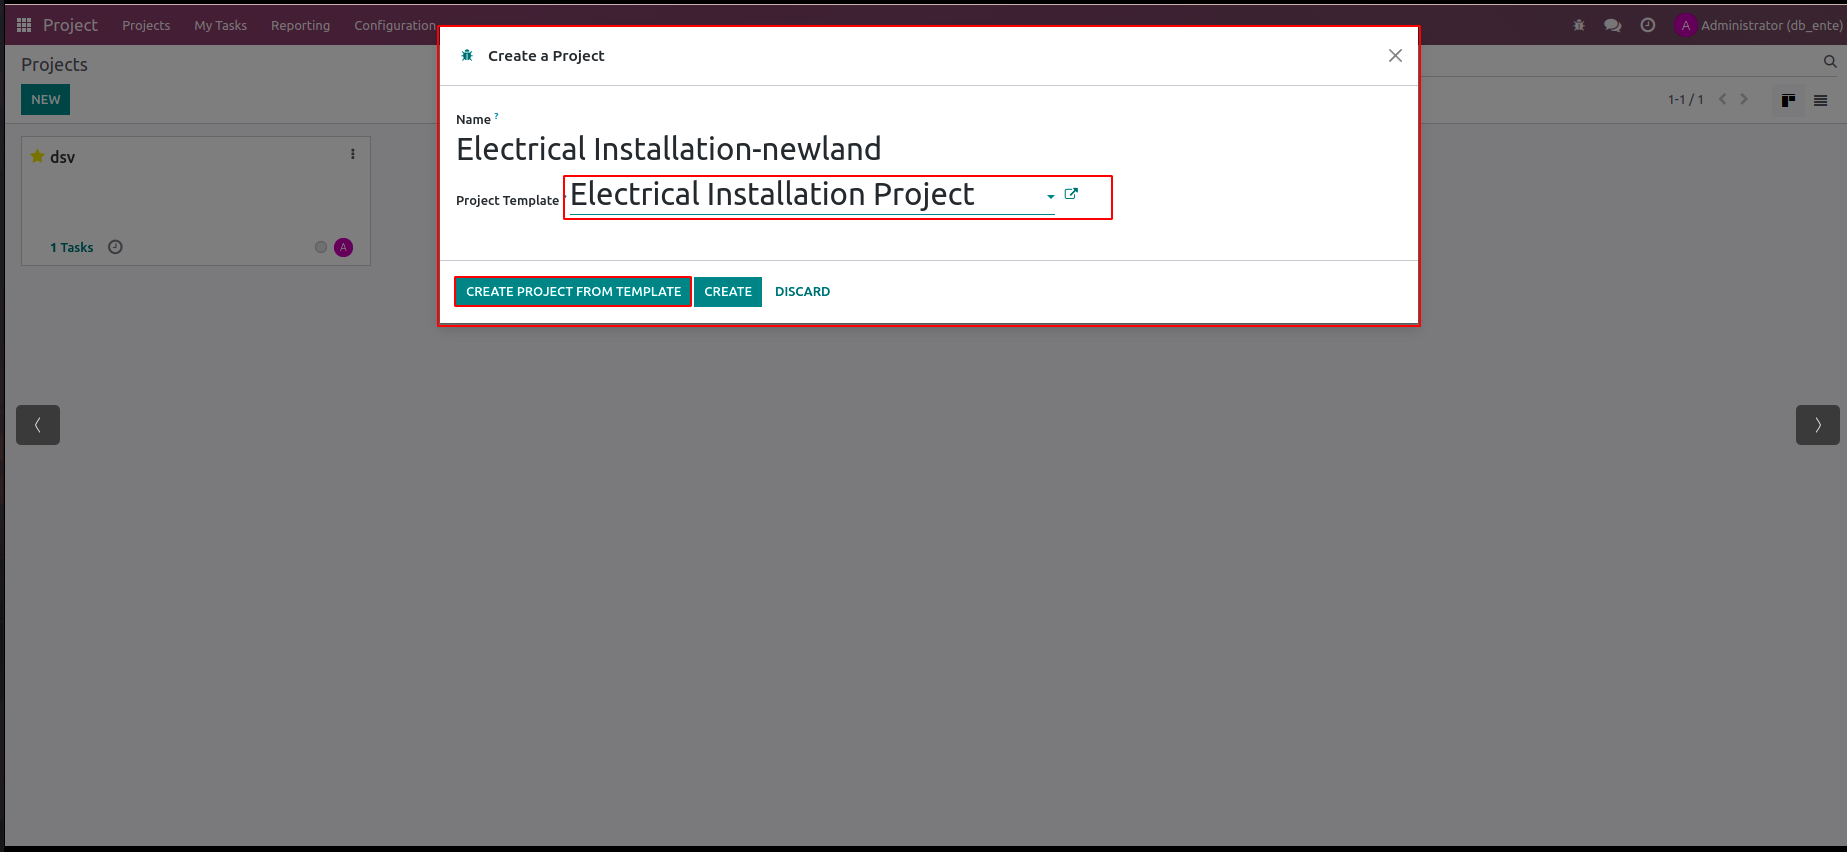 Project Projects My Tasks Reporting Configuration A Administrator (db_ente)
Create a Project
Projects
NEW
1-1 / 1
Name ?
Electrical Installation-newland
dsv
Project Template Electrical Installation Project
1 Tasks A
CREATE PROJECT FROM TEMPLATE CREATE DISCARD